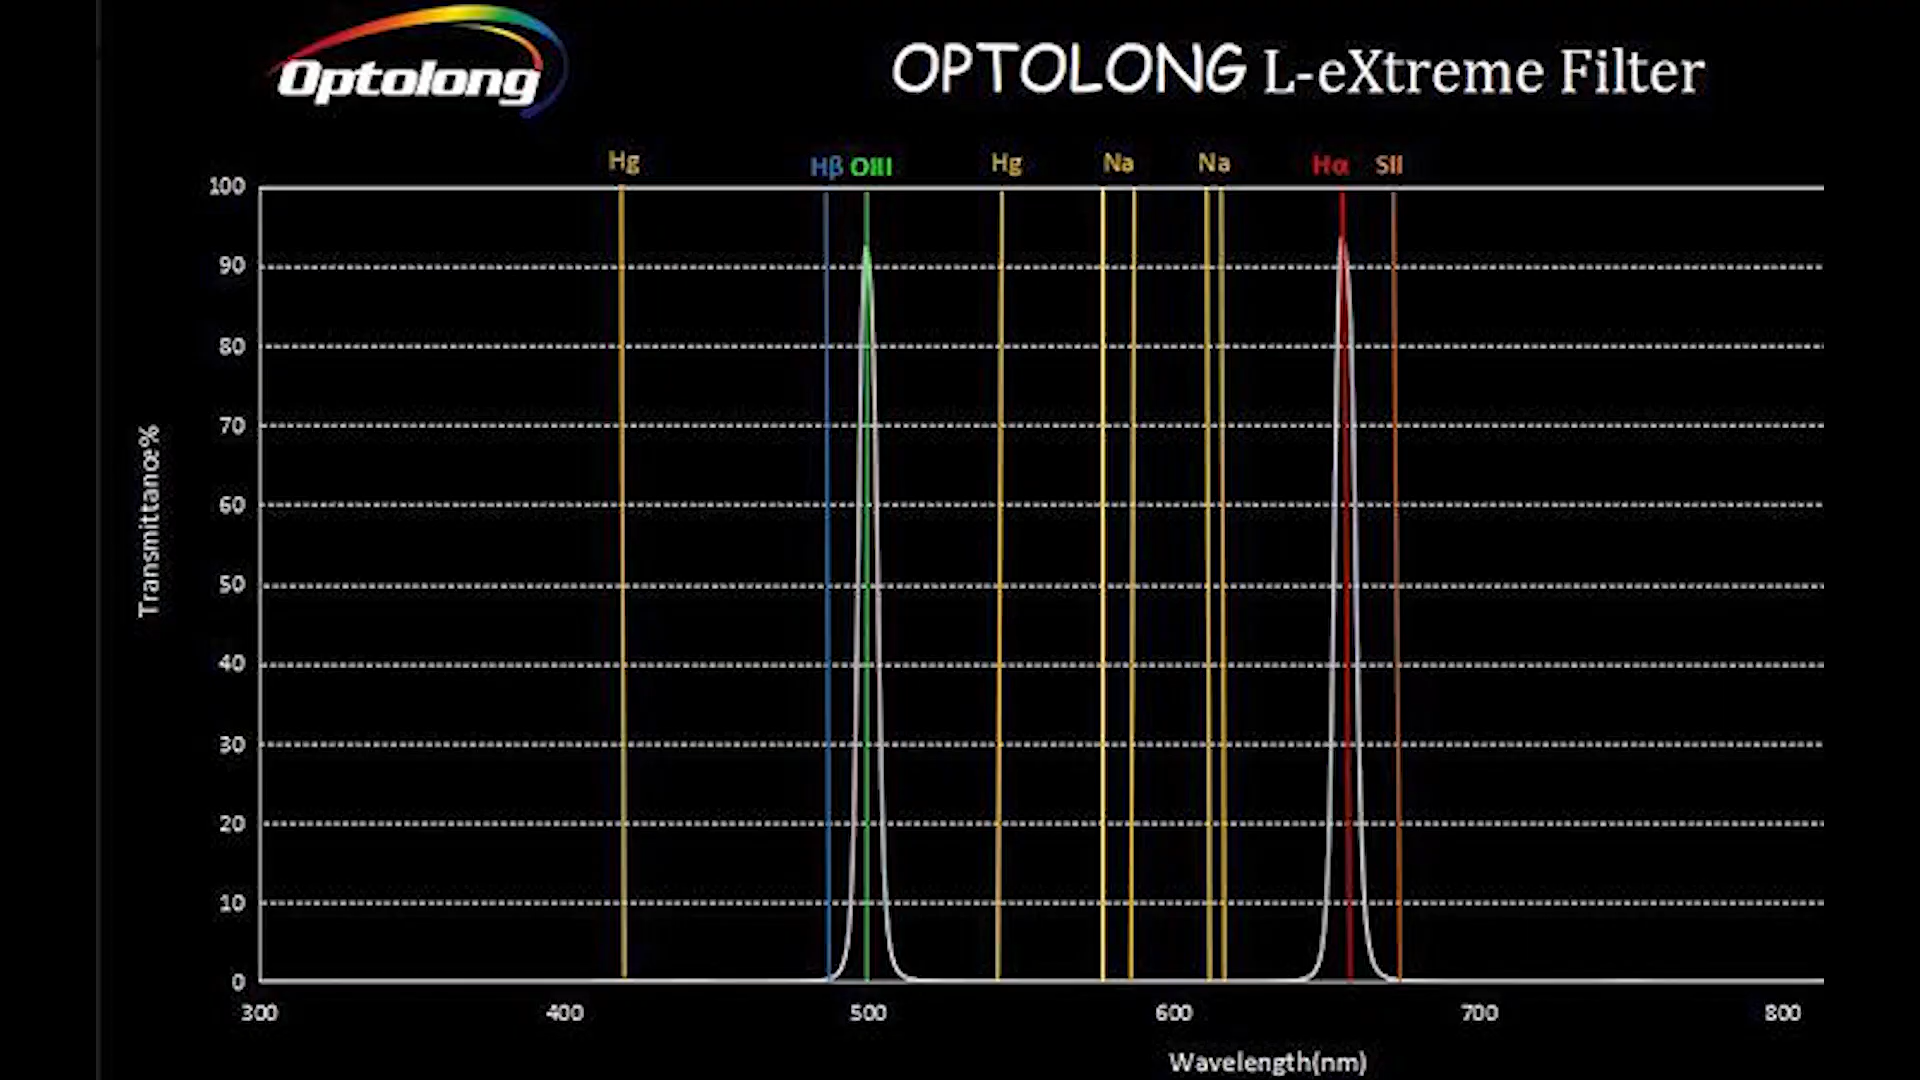 Optolong
OPTOLONG L-eXtreme Filter
Hg Hβ OIII Hg Na Na Hα SII
100
90
80
70
60
50
40
30
20
10
0
Transmittance%
300 400 500 600 700 800
Wavelength(nm)